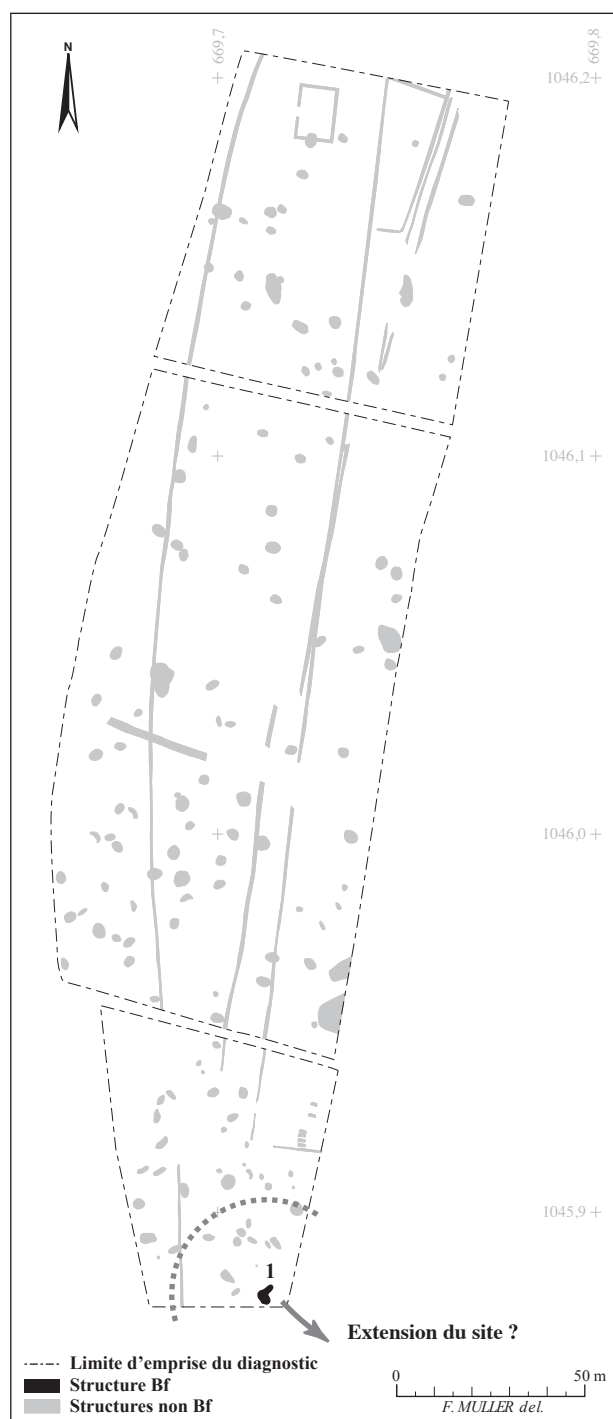 N
669,7
669,8
1046,2
1046,1
1046,0
1045,9
1
Extension du site ?
Limite d'emprise du diagnostic
Structure Bf
Structures non Bf
0 50 m
F. MULLER del.